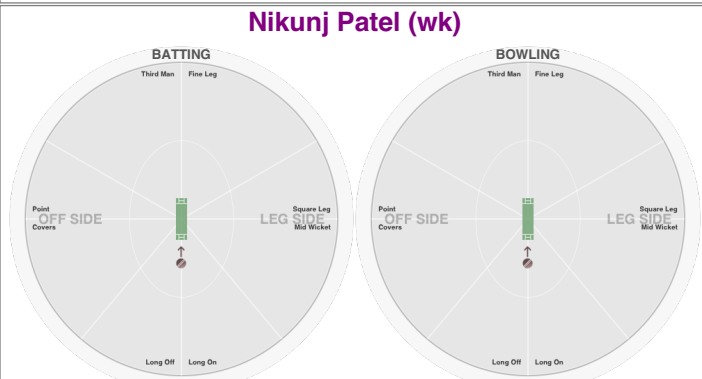 Nikunj Patel (wk)
BATTING
Third Man
Fine Leg
Point
OFF SIDE
Covers
Square Leg
LEG SIDE
Mid Wicket
Long Off
Long On
BOWLING
Third Man
Fine Leg
Point
OFF SIDE
Covers
Square Leg
LEG SIDE
Mid Wicket
Long Off
Long On